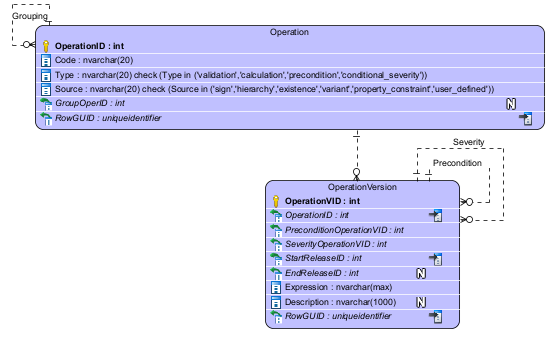 Grouping
Operation
OperationID : int
Code : nvarchar(20)
Type : nvarchar(20) check (Type in ('validation','calculation','precondition','conditional_severity'))
Source : nvarchar(20) check (Source in ('sign','hierarchy','existence','variant','property_constraint','user_defined'))
GroupOperID : int N
RowGUID : uniqueidentifier
Severity
Precondition
OperationVersion
OperationVID : int
OperationID : int
PreconditionOperationVID : int
SeverityOperationVID : int
StartReleaseID : int
EndReleaseID : int N
Expression : nvarchar(max)
Description : nvarchar(1000) N
RowGUID : uniqueidentifier